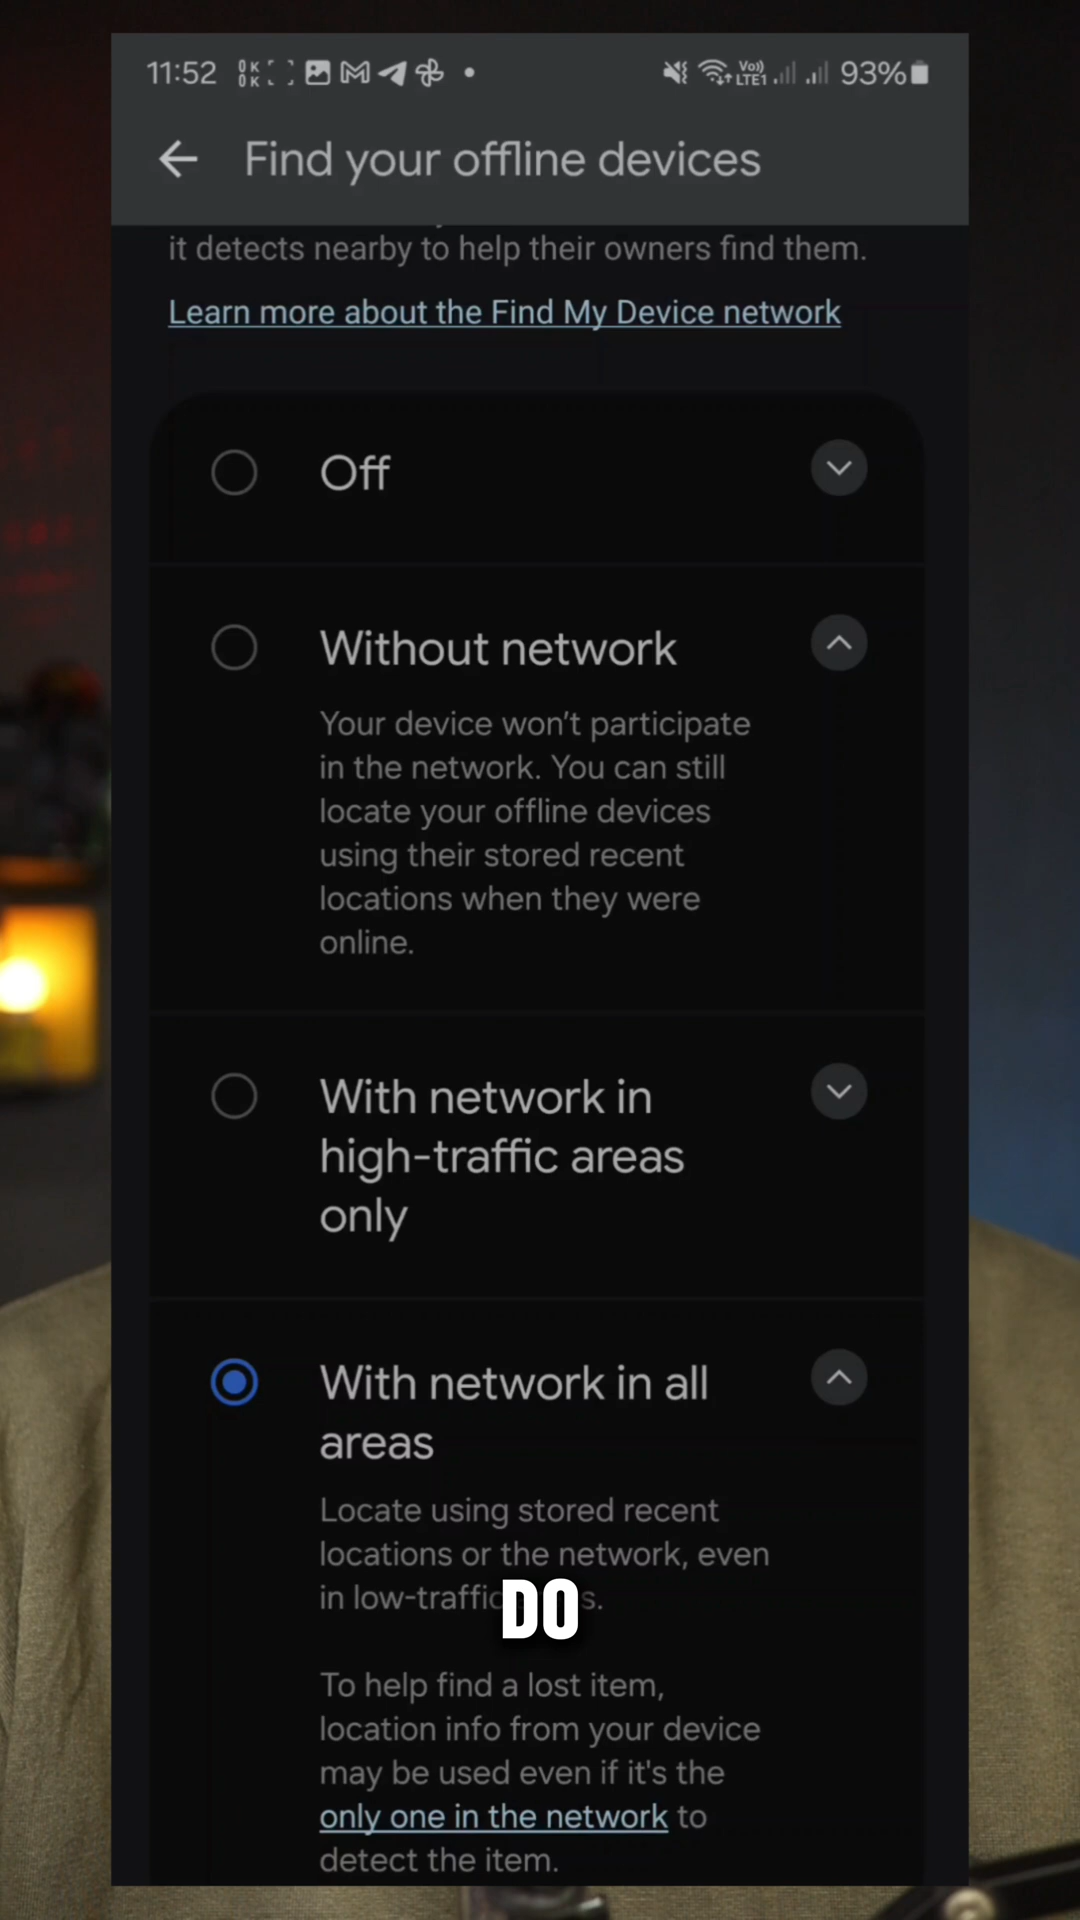 11:52
Vo))
LTE1
93%
Find your offline devices
it detects nearby to help their owners find them.
Learn more about the Find My Device network
Off
Without network
Your device won't participate
in the network. You can still
locate your offline devices
using their stored recent
locations when they were
online.
With network in
high-traffic areas
only
With network in all
areas
Locate using stored recent
locations or the network, even
in low-traffic
DO
To help find a lost item,
location info from your device
may be used even if it's the
only one in the network to
detect the item.